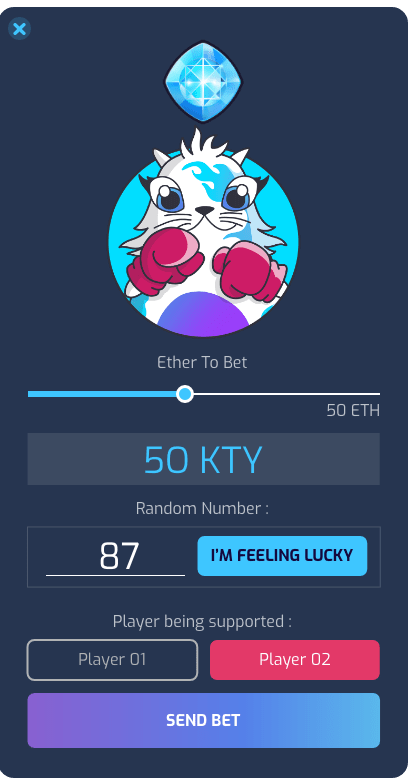 Ether To Bet
50 ETH
50 KTY
Random Number :
87
I'M FEELING LUCKY
Player being supported :
Player 01
Player 02
SEND BET